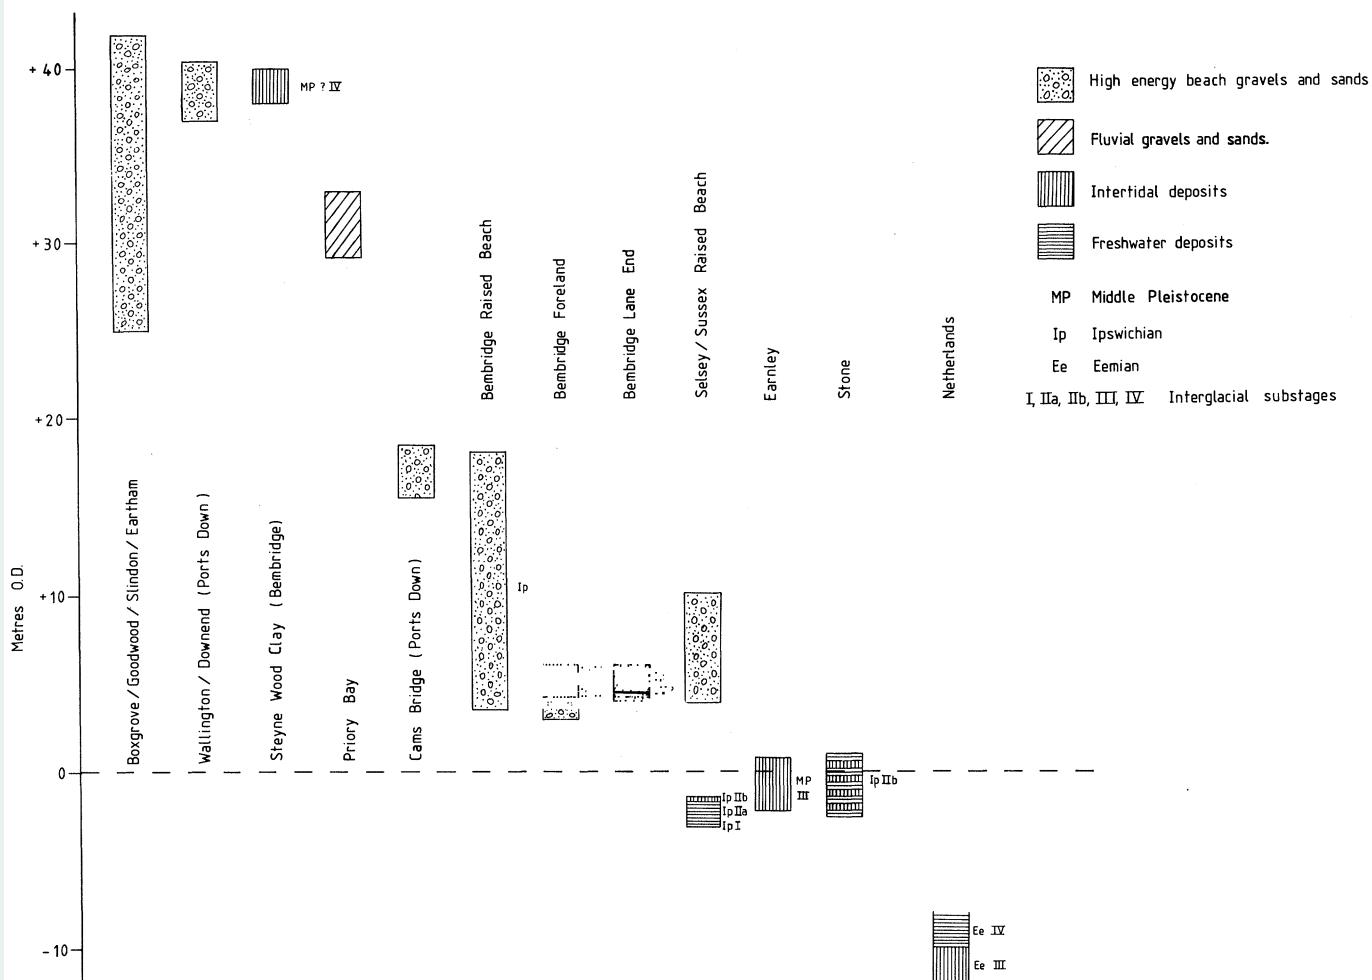 + 40
+ 30
+ 20
+ 10
0
- 10
Metres O.D.
Boxgrove / Goodwood / Slindon / Eartham
Wallington / Downend (Ports Down)
Steyne Wood Clay (Bembridge)
Priory Bay
Cams Bridge (Ports Down)
Bembridge Raised Beach
Bembridge Foreland
Bembridge Lane End
Selsey / Sussex Raised Beach
Earnley
Stone
Netherlands
MP ? IV
Ip
Ip IIb
Ip IIa
Ip I
MP
III
Ip IIb
Ee IV
Ee III
High energy beach gravels and sands
Fluvial gravels and sands.
Intertidal deposits
Freshwater deposits
MP Middle Pleistocene
Ip Ipswichian
Ee Eemian
I, IIa, IIb, III, IV Interglacial substages